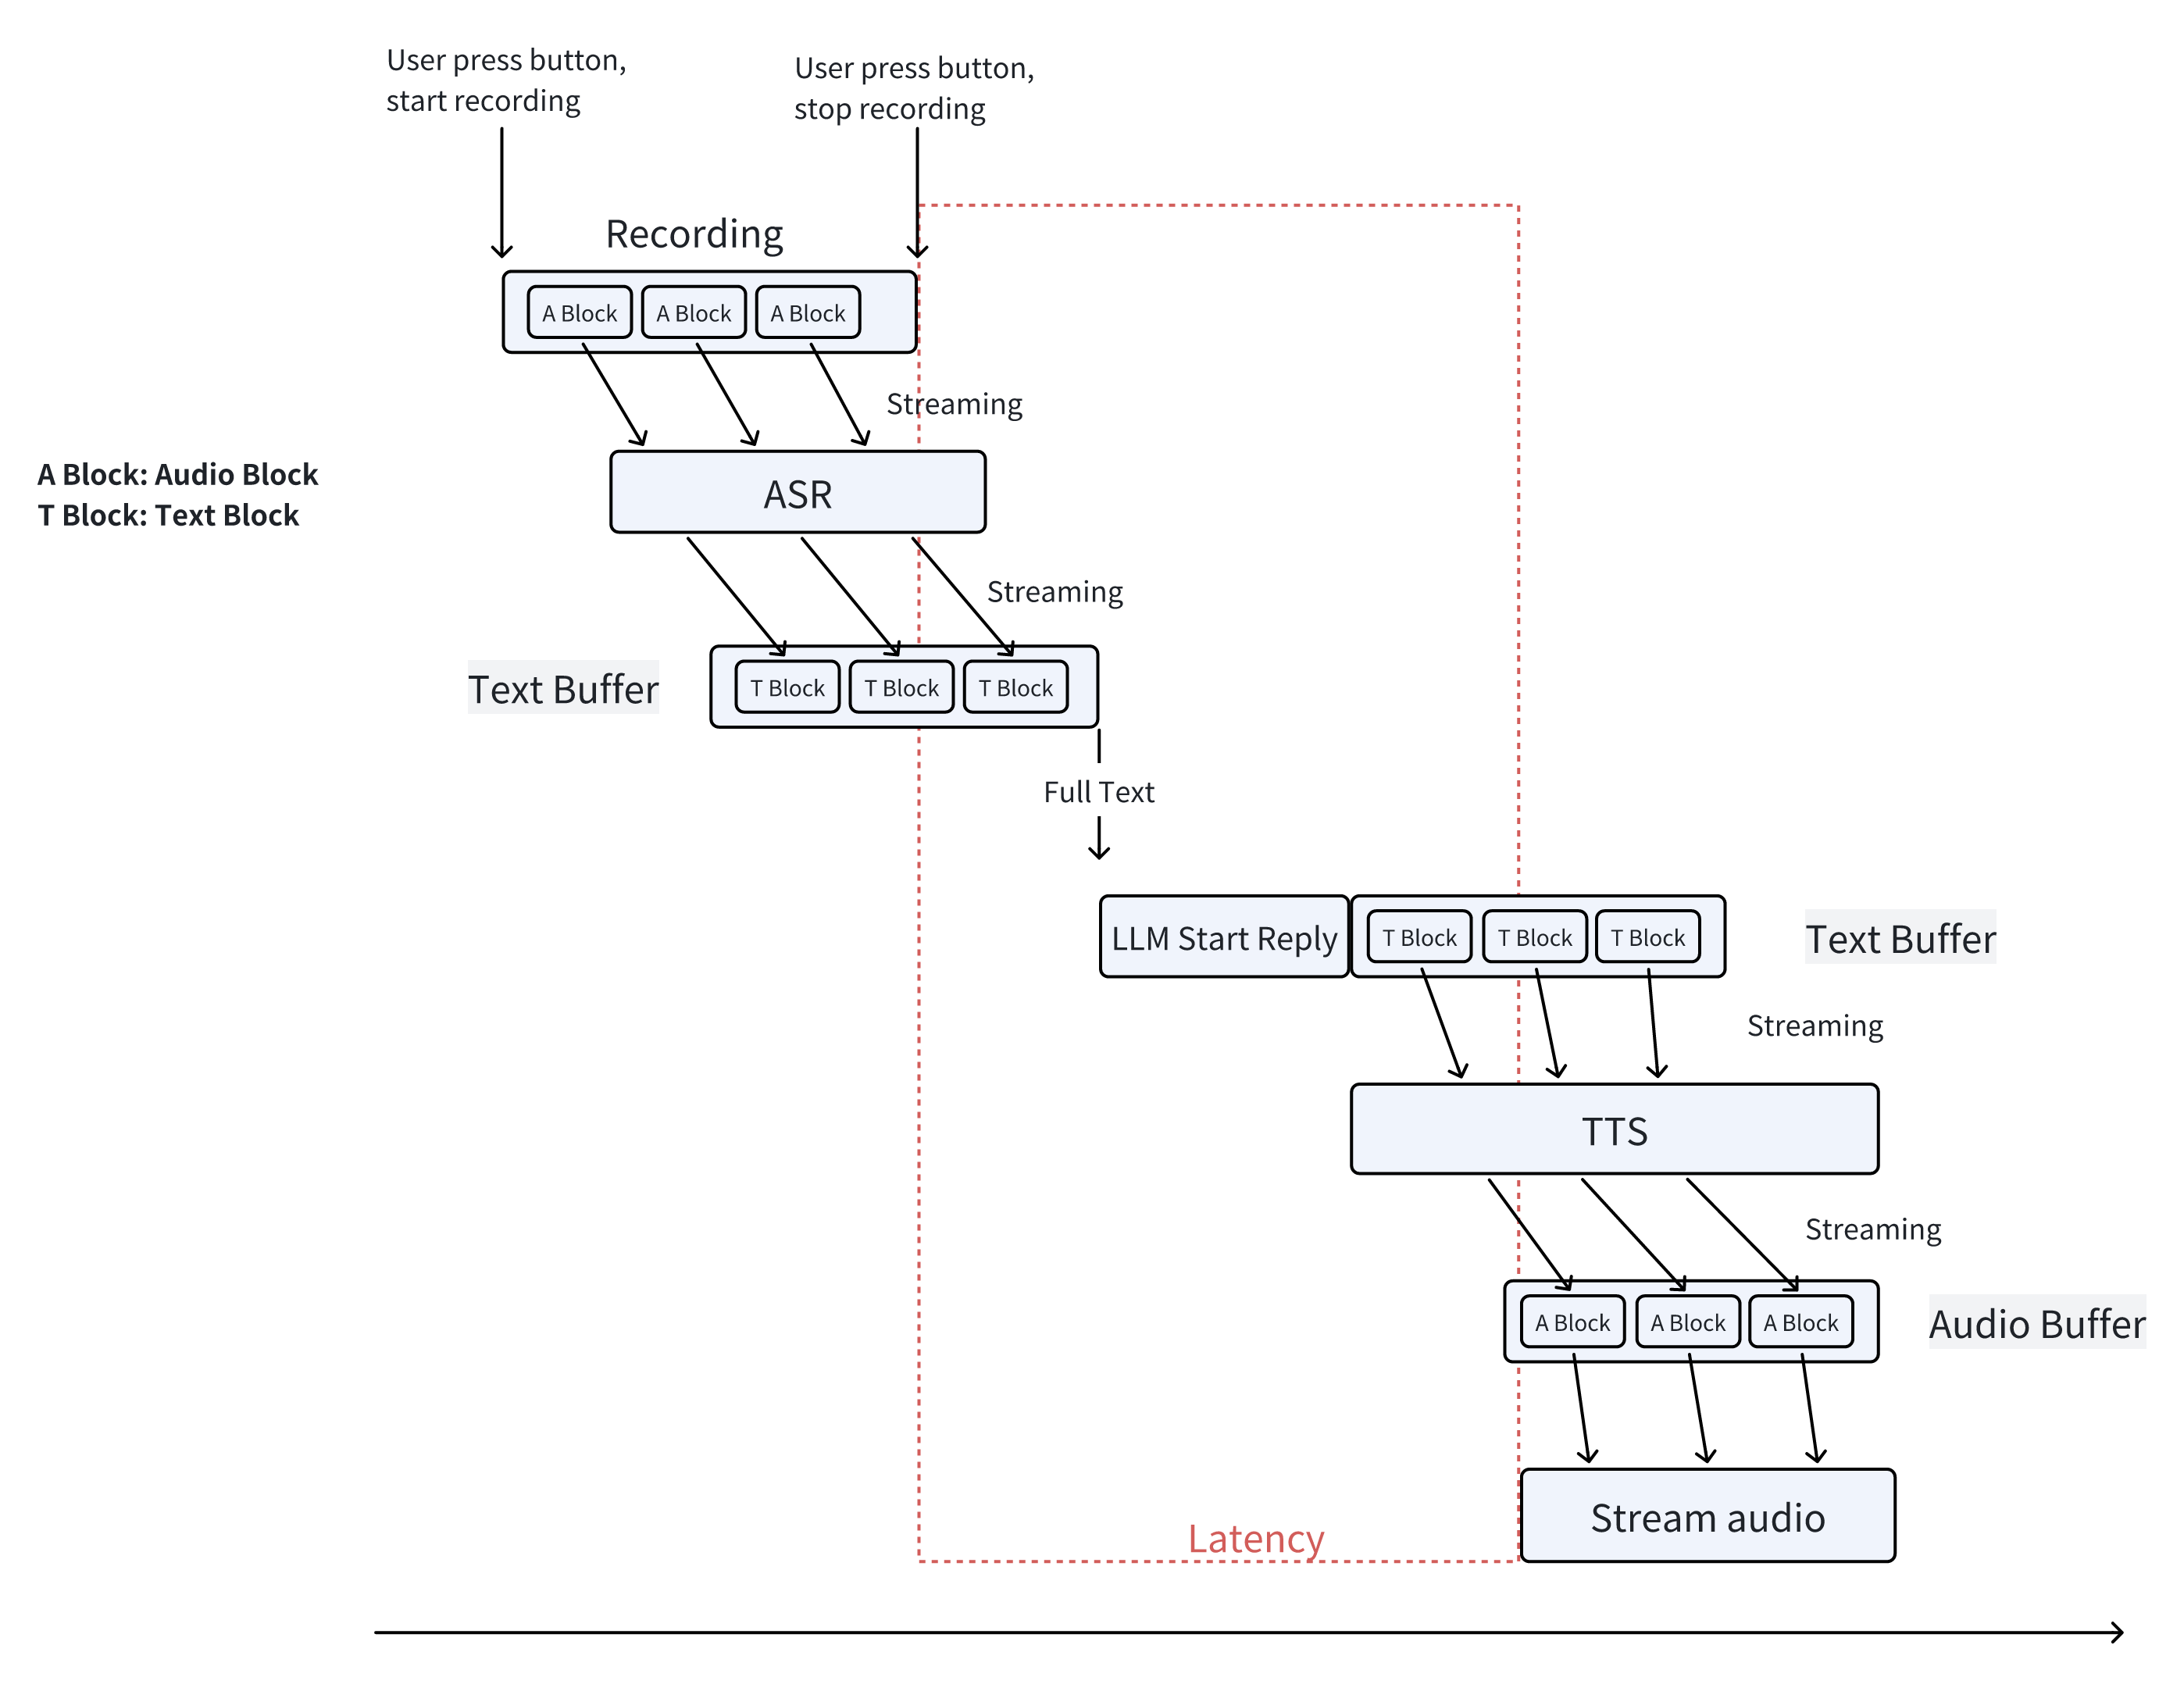 User press button,
start recording
User press button,
stop recording
Recording
A Block A Block A Block
Streaming
ASR
A Block: Audio Block
T Block: Text Block
Streaming
Text Buffer
T Block T Block T Block
Full Text
LLM Start Reply
T Block T Block T Block
Text Buffer
Streaming
TTS
Streaming
A Block A Block A Block
Audio Buffer
Stream audio
Latency